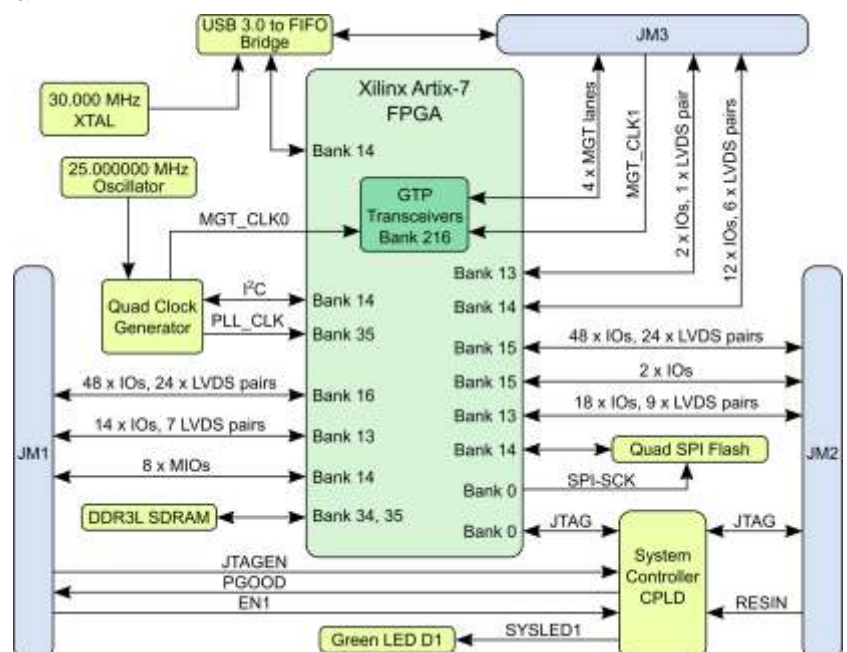 USB 3.0 to FIFO
Bridge
JM3
30.000 MHz
XTAL
Xilinx Artix-7
FPGA
4 x MGT lanes
MGT_CLK1
2 x IOs, 1 x LVDS pair
12 x IOs, 6 x LVDS pairs
Bank 14
25.000000 MHz
Oscillator
GTP
Transceivers
Bank 216
MGT_CLK0
Bank 13
Quad Clock
Generator
I²C
Bank 14
Bank 14
PLL_CLK
Bank 35
Bank 15
48 x IOs, 24 x LVDS pairs
48 x IOs, 24 x LVDS pairs
Bank 16
Bank 15
2 x IOs
14 x IOs, 7 LVDS pairs
Bank 13
Bank 13
18 x IOs, 9 x LVDS pairs
JM1
8 x MIOs
Bank 14
Bank 14
Quad SPI Flash
JM2
Bank 0
SPI-SCK
DDR3L SDRAM
Bank 34, 35
Bank 0
JTAG
System
Controller
CPLD
JTAG
JTAGEN
PGOOD
EN1
RESIN
Green LED D1
SYSLED1